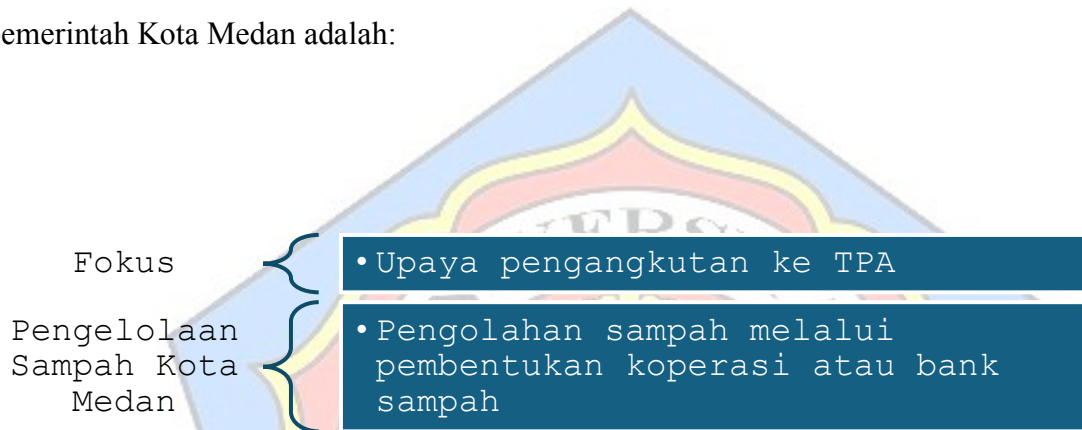 pemerintah Kota Medan adalah:
Fokus
• Upaya pengangkutan ke TPA
Pengelolaan
Sampah Kota
Medan
• Pengolahan sampah melalui
pembentukan koperasi atau bank
sampah